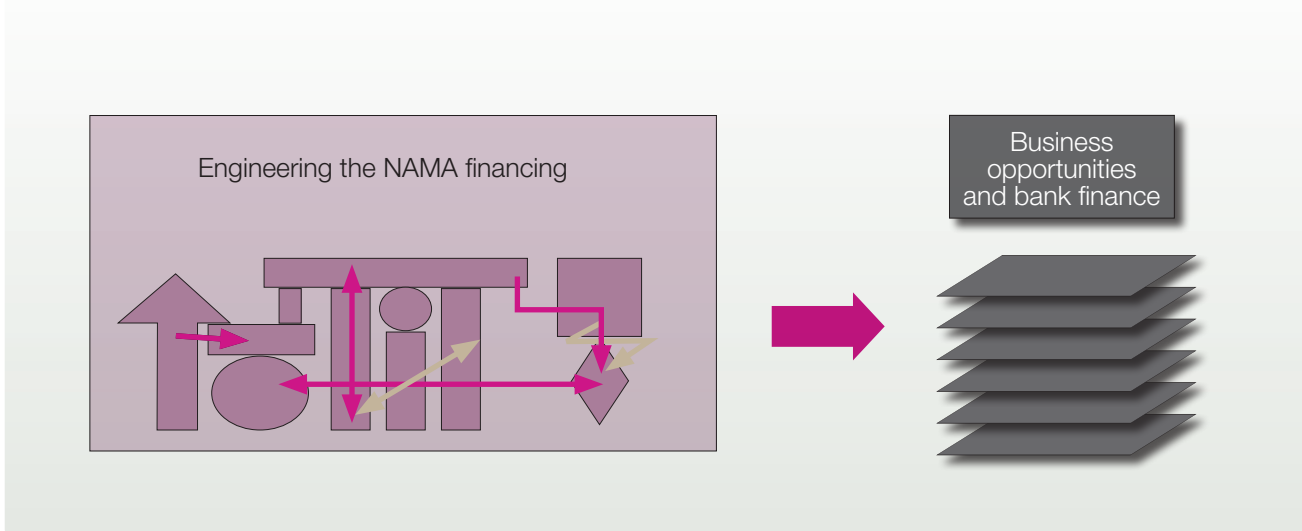 Engineering the NAMA financing
Business
opportunities
and bank finance